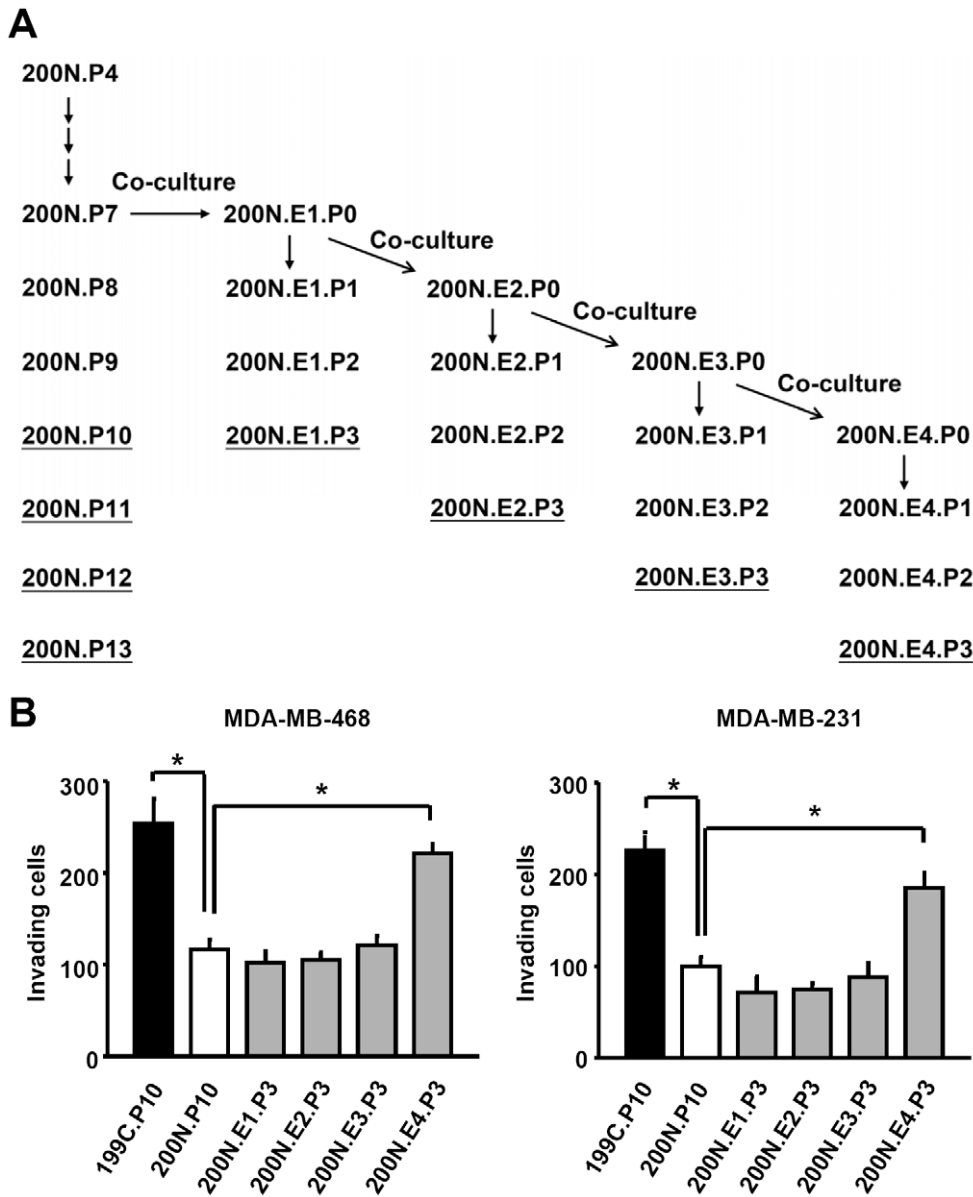 A
200N.P4
Co-culture
200N.P7 200N.E1.P0
Co-culture
200N.P8 200N.E1.P1 200N.E2.P0
Co-culture
200N.P9 200N.E1.P2 200N.E2.P1 200N.E3.P0
Co-culture
200N.P10 200N.E1.P3 200N.E2.P2 200N.E3.P1 200N.E4.P0
200N.P11 200N.E2.P3 200N.E3.P2 200N.E4.P1
200N.P12 200N.E3.P3 200N.E4.P2
200N.P13 200N.E4.P3
B
MDA-MB-468
Invading cells
300
200
100
0
*
*
199C.P10
200N.P10
200N.E1.P3
200N.E2.P3
200N.E3.P3
200N.E4.P3
MDA-MB-231
Invading cells
300
200
100
0
*
*
199C.P10
200N.P10
200N.E1.P3
200N.E2.P3
200N.E3.P3
200N.E4.P3